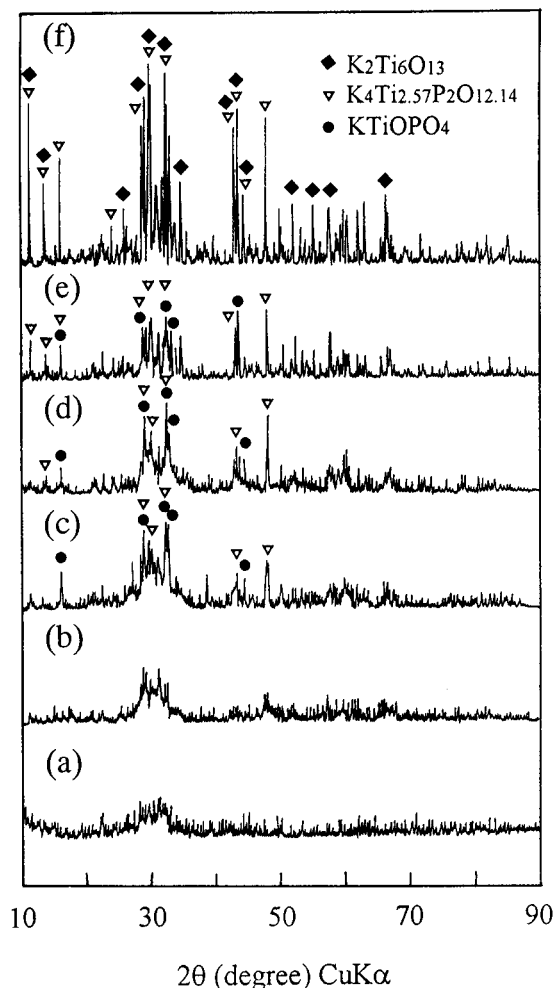 (f)
K2Ti6O13
K4Ti2.57P2O12.14
KTiOPO4
(e)
(d)
(c)
(b)
(a)
10 30 50 70 90
2θ (degree) CuKα